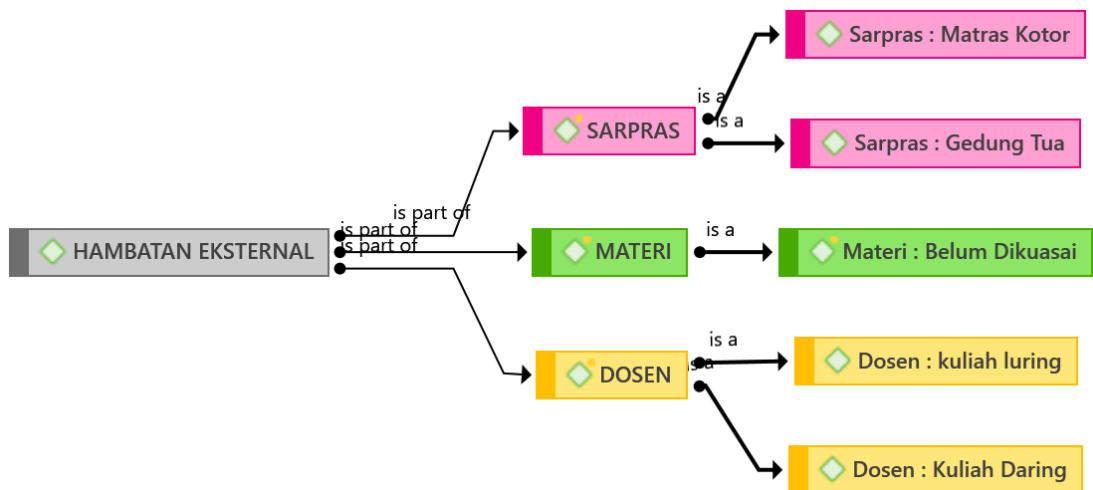 Sarpras : Matras Kotor
is a
is a
SARPRAS
Sarpras : Gedung Tua
is part of
is part of
is part of
HAMBATAN EKSTERNAL
MATERI
is a
Materi : Belum Dikuasai
is a
is a
DOSEN
Dosen : kuliah luring
Dosen : Kuliah Daring